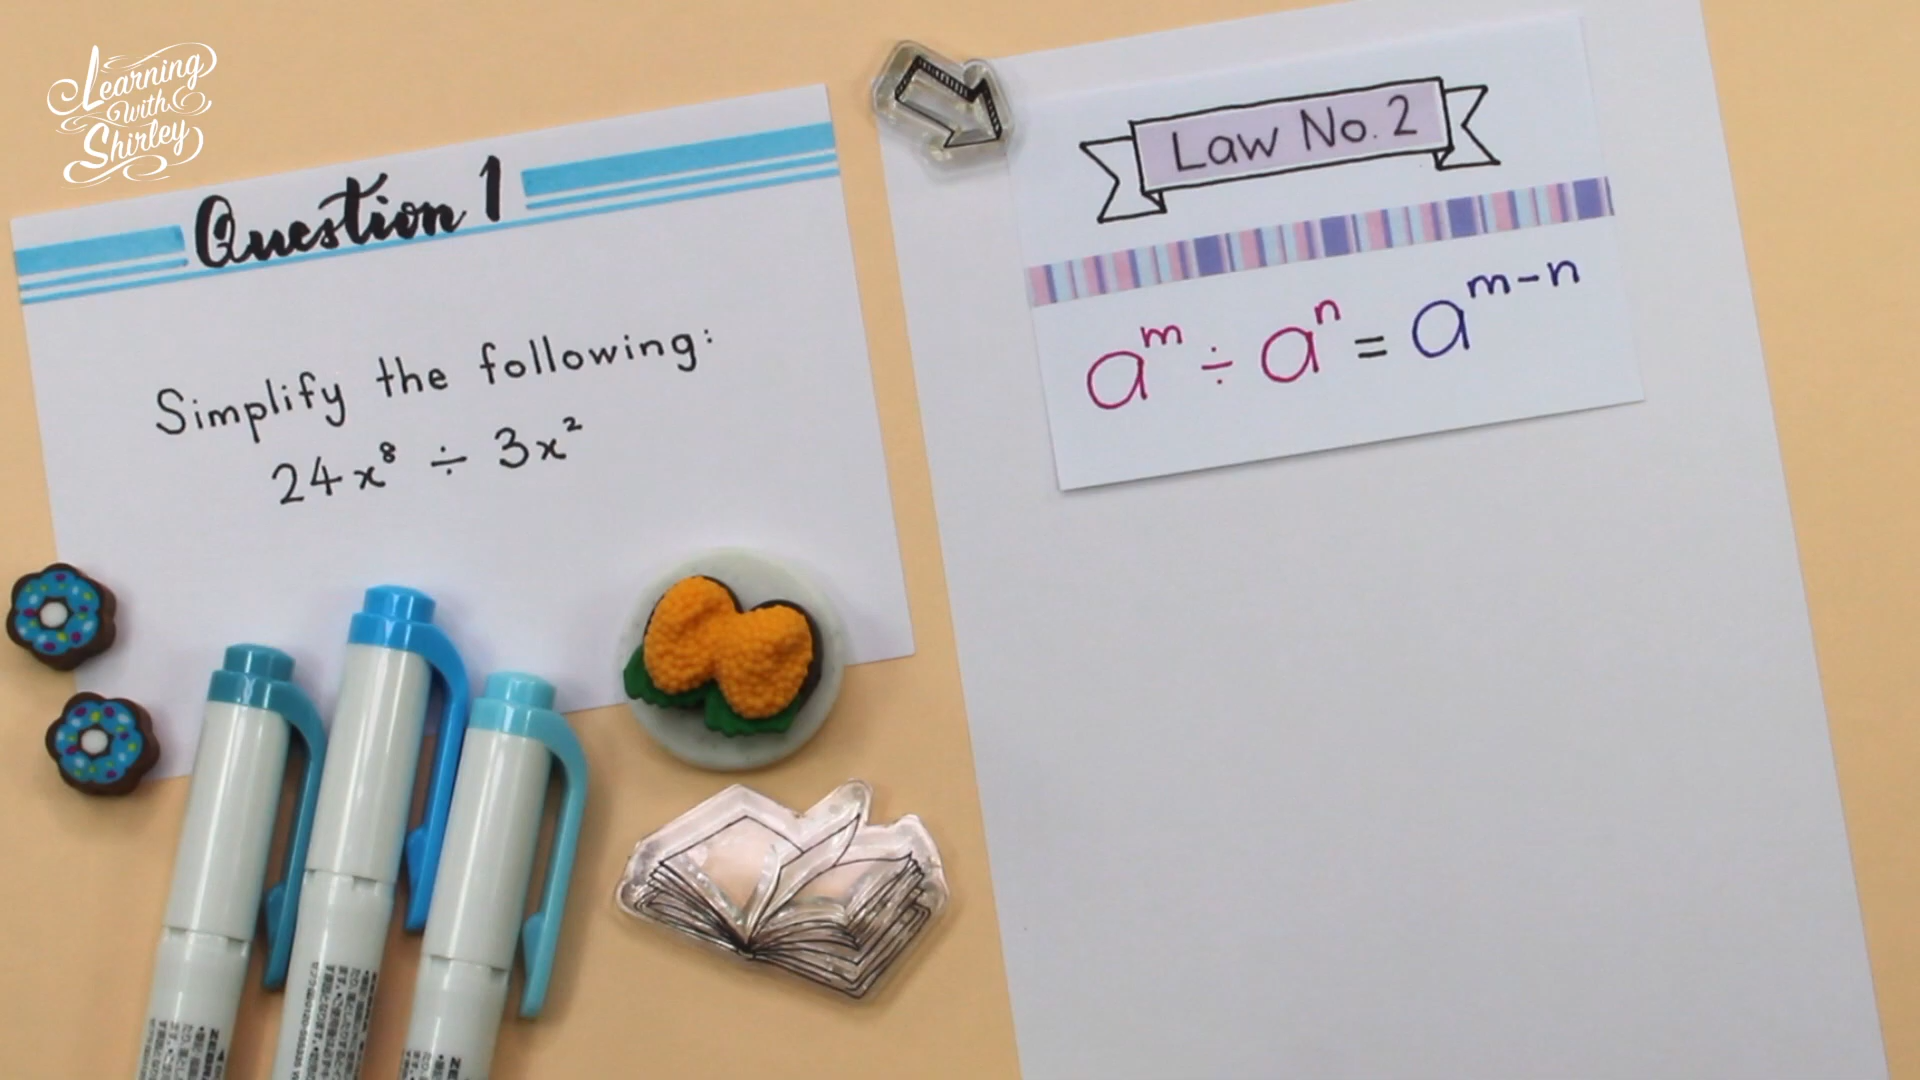 Learning
With
Shirley
Question 1
Simplify the following:
24x⁸ ÷ 3x²
Law No. 2
aᵐ ÷ aⁿ = aᵐ⁻ⁿ